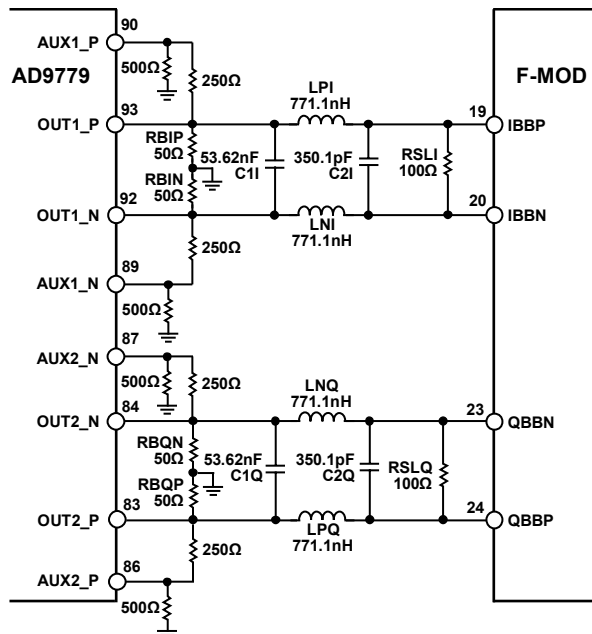 90
AUX1_P
AD9779
500Ω
250Ω
F-MOD
LPI
771.1nH
93
19
OUT1_P
IBBP
RBIP
50Ω
53.62nF
C1I
350.1pF
C2I
RSLI
100Ω
RBIN
50Ω
92
20
OUT1_N
IBBN
LNI
771.1nH
250Ω
89
AUX1_N
500Ω
87
AUX2_N
500Ω
250Ω
LNQ
771.1nH
84
23
OUT2_N
QBBN
RBQN
50Ω
53.62nF
C1Q
350.1pF
C2Q
RSLQ
100Ω
RBQP
50Ω
83
24
OUT2_P
QBBP
LPQ
771.1nH
250Ω
86
AUX2_P
500Ω